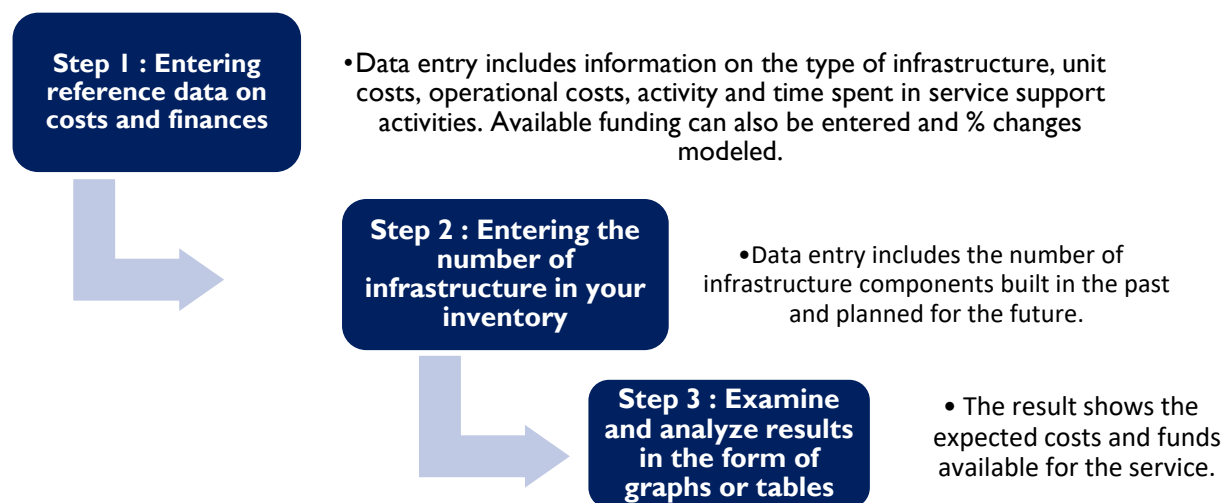 Step 1 : Entering
reference data on
costs and finances
•Data entry includes information on the type of infrastructure, unit
costs, operational costs, activity and time spent in service support
activities. Available funding can also be entered and % changes
modeled.
Step 2 : Entering the
number of
infrastructure in your
inventory
•Data entry includes the number of
infrastructure components built in the past
and planned for the future.
Step 3 : Examine
and analyze results
in the form of
graphs or tables
• The result shows the
expected costs and funds
available for the service.